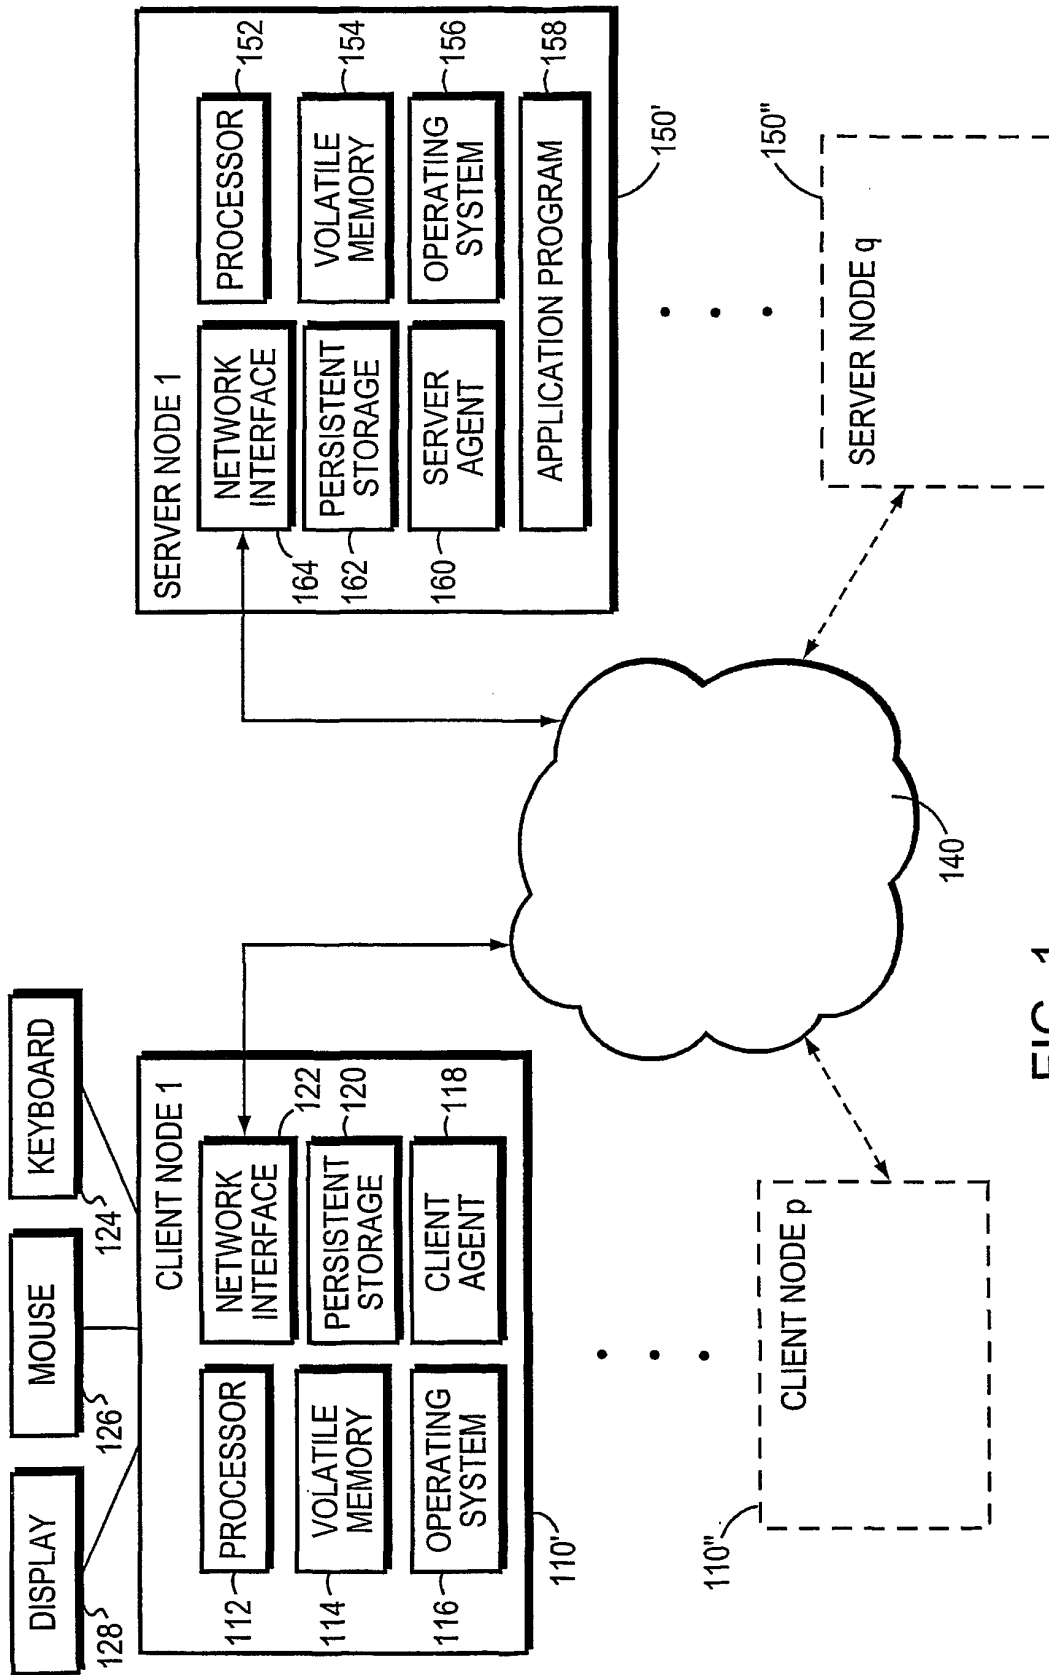 DISPLAY
MOUSE
KEYBOARD
128
126
124
CLIENT NODE 1
PROCESSOR
112
NETWORK
INTERFACE
122
VOLATILE
MEMORY
114
PERSISTENT
STORAGE
120
OPERATING
SYSTEM
116
CLIENT
AGENT
118
110'
CLIENT NODE p
110"
SERVER NODE 1
NETWORK
INTERFACE
164
PROCESSOR
152
PERSISTENT
STORAGE
162
VOLATILE
MEMORY
154
SERVER
AGENT
160
OPERATING
SYSTEM
156
APPLICATION PROGRAM
158
150'
SERVER NODE q
150"
140
FIG. 1